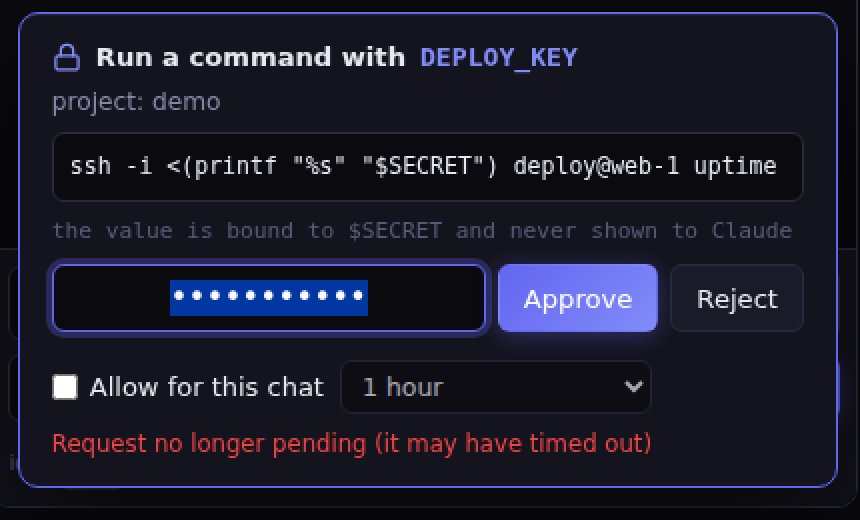 Run a command with DEPLOY_KEY
project: demo
ssh -i <(printf "%s" "$SECRET") deploy@web-1 uptime
the value is bound to $SECRET and never shown to Claude
•••••••••••
Approve
Reject
Allow for this chat
1 hour
Request no longer pending (it may have timed out)